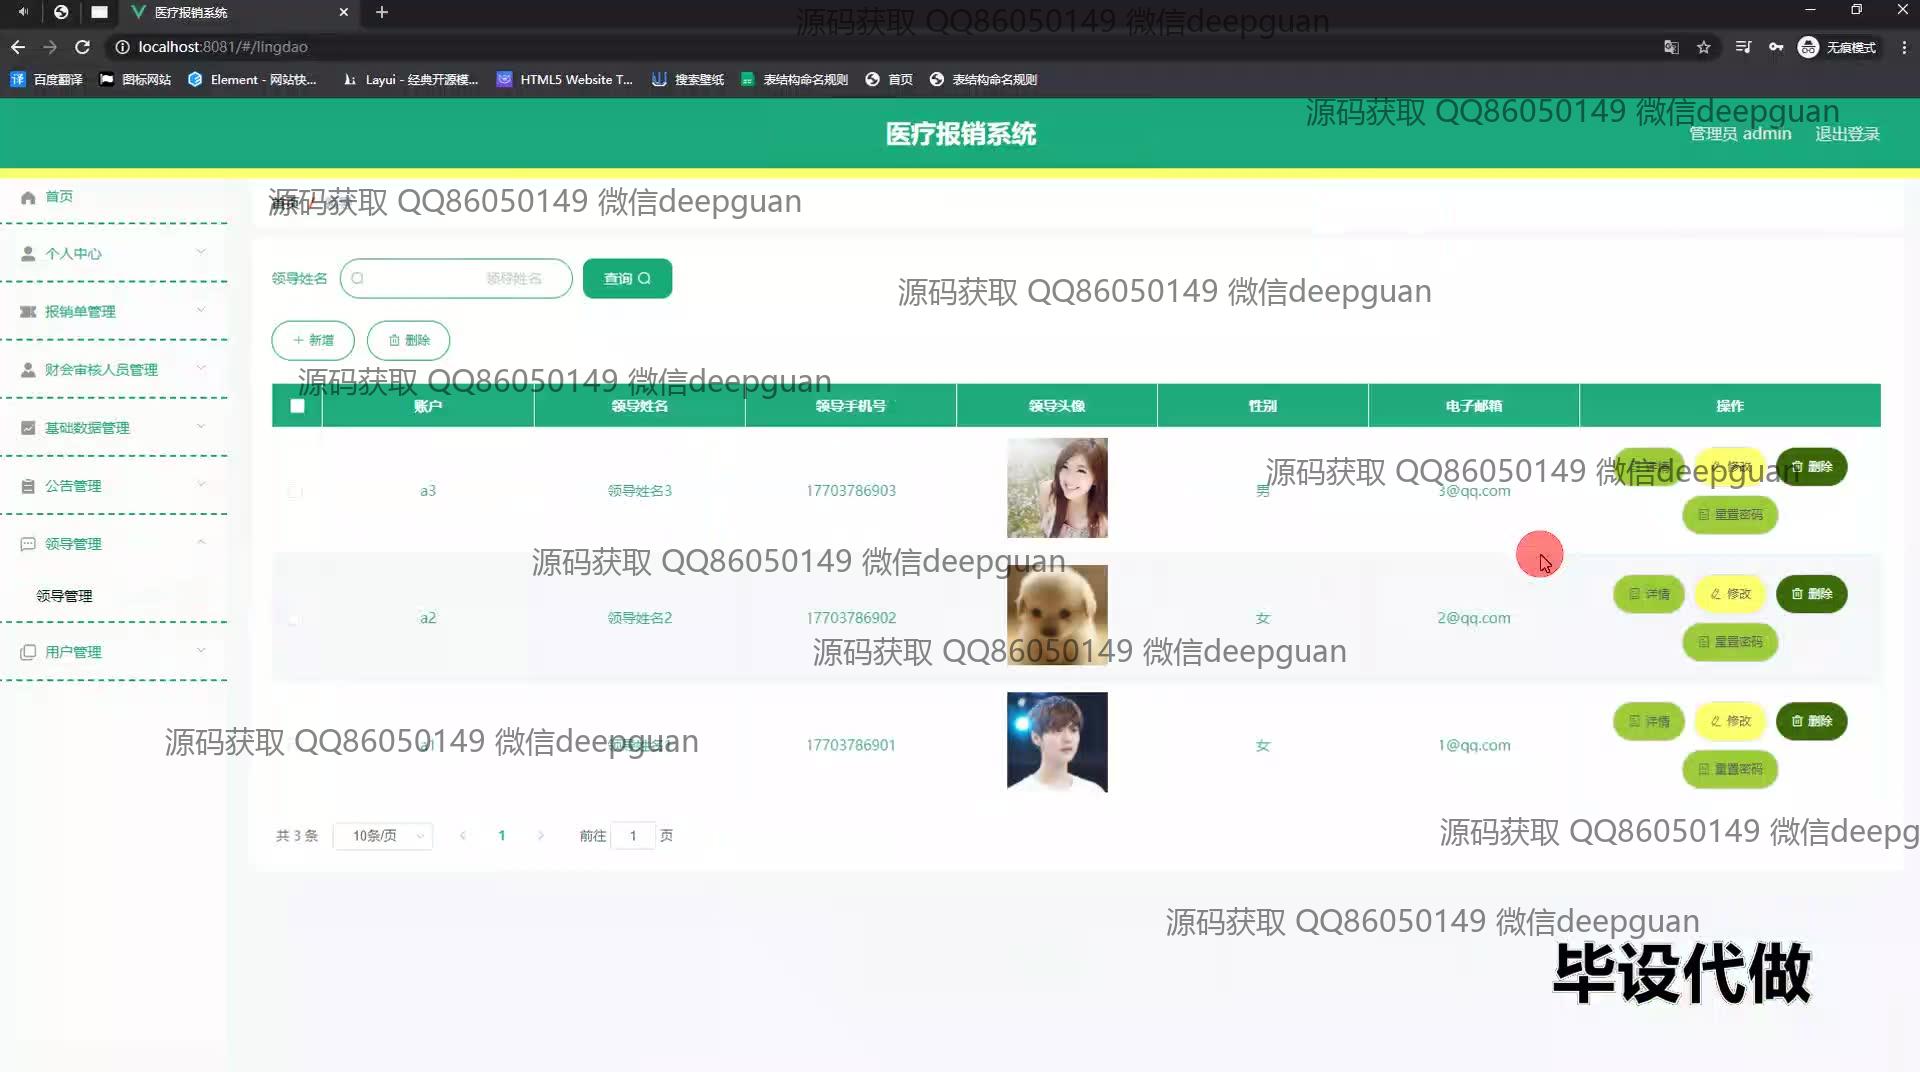 医疗报销系统
localhost:8081/#/lingdao
无痕模式
百度翻译
图标网站
Element - 网站快...
Layui - 经典开源模...
HTML5 Website T...
搜索壁纸
表结构命名规则
首页
表结构命名规则
源码获取 QQ86050149 微信deepguan
医疗报销系统
源码获取 QQ86050149 微信deepguan
管理员 admin
退出登录
首页
源码获取 QQ86050149 微信deepguan
个人中心
领导姓名
领导姓名
查询
源码获取 QQ86050149 微信deepguan
报销单管理
新增
删除
财会审核人员管理
源码获取 QQ86050149 微信deepguan
账户
领导姓名
领导手机号
领导头像
性别
电子邮箱
操作
基础数据管理
公告管理
a3
领导姓名3
17703786903
男
3@qq.com
源码获取 QQ86050149 微信deepguan
修改
删除
重置密码
领导管理
源码获取 QQ86050149 微信deepguan
领导管理
a2
领导姓名2
17703786902
女
2@qq.com
详情
修改
删除
重置密码
用户管理
源码获取 QQ86050149 微信deepguan
源码获取 QQ86050149 微信deepguan
17703786901
女
1@qq.com
详情
修改
删除
重置密码
共 3 条
10条/页
1
前往
1
页
源码获取 QQ86050149 微信deepg
源码获取 QQ86050149 微信deepguan
毕设代做